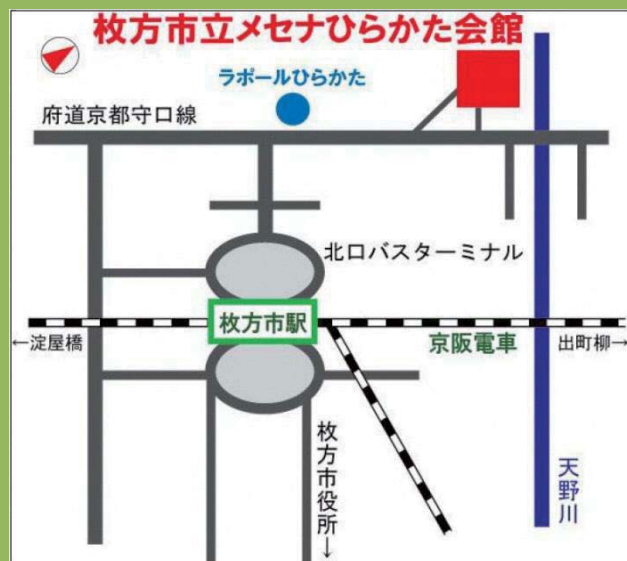 枚方市立メセナひらかた会館
ラポールひらかた
府道京都守口線
北口バスターミナル
枚方市駅
京阪電車
←淀屋橋
出町柳→
枚方市役所↓
天野川